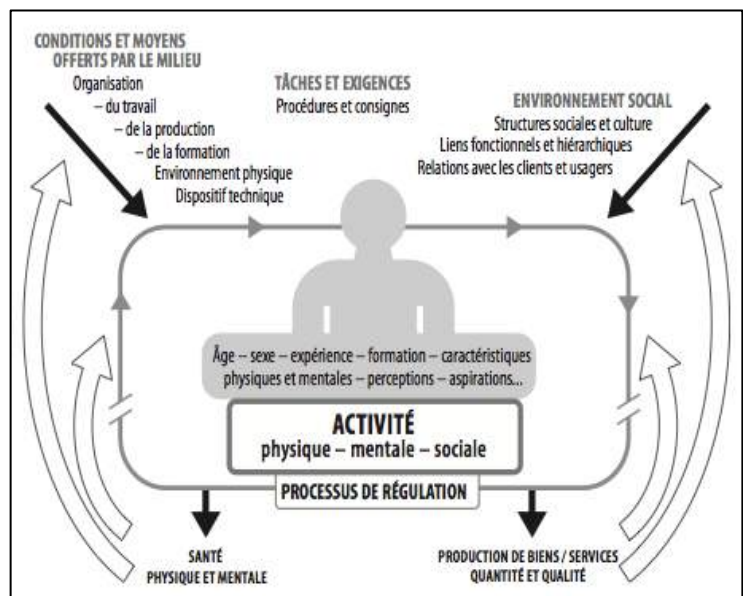 CONDITIONS ET MOYENS
OFFERTS PAR LE MILIEU
Organisation
– du travail
– de la production
– de la formation
Environnement physique
Dispositif technique
TÂCHES ET EXIGENCES
Procédures et consignes
ENVIRONNEMENT SOCIAL
Structures sociales et culture
Liens fonctionnels et hiérarchiques
Relations avec les clients et usagers
Âge – sexe – expérience – formation – caractéristiques
physiques et mentales – perceptions – aspirations...
ACTIVITÉ
physique – mentale – sociale
PROCESSUS DE RÉGULATION
SANTÉ
PHYSIQUE ET MENTALE
PRODUCTION DE BIENS / SERVICES
QUANTITÉ ET QUALITÉ